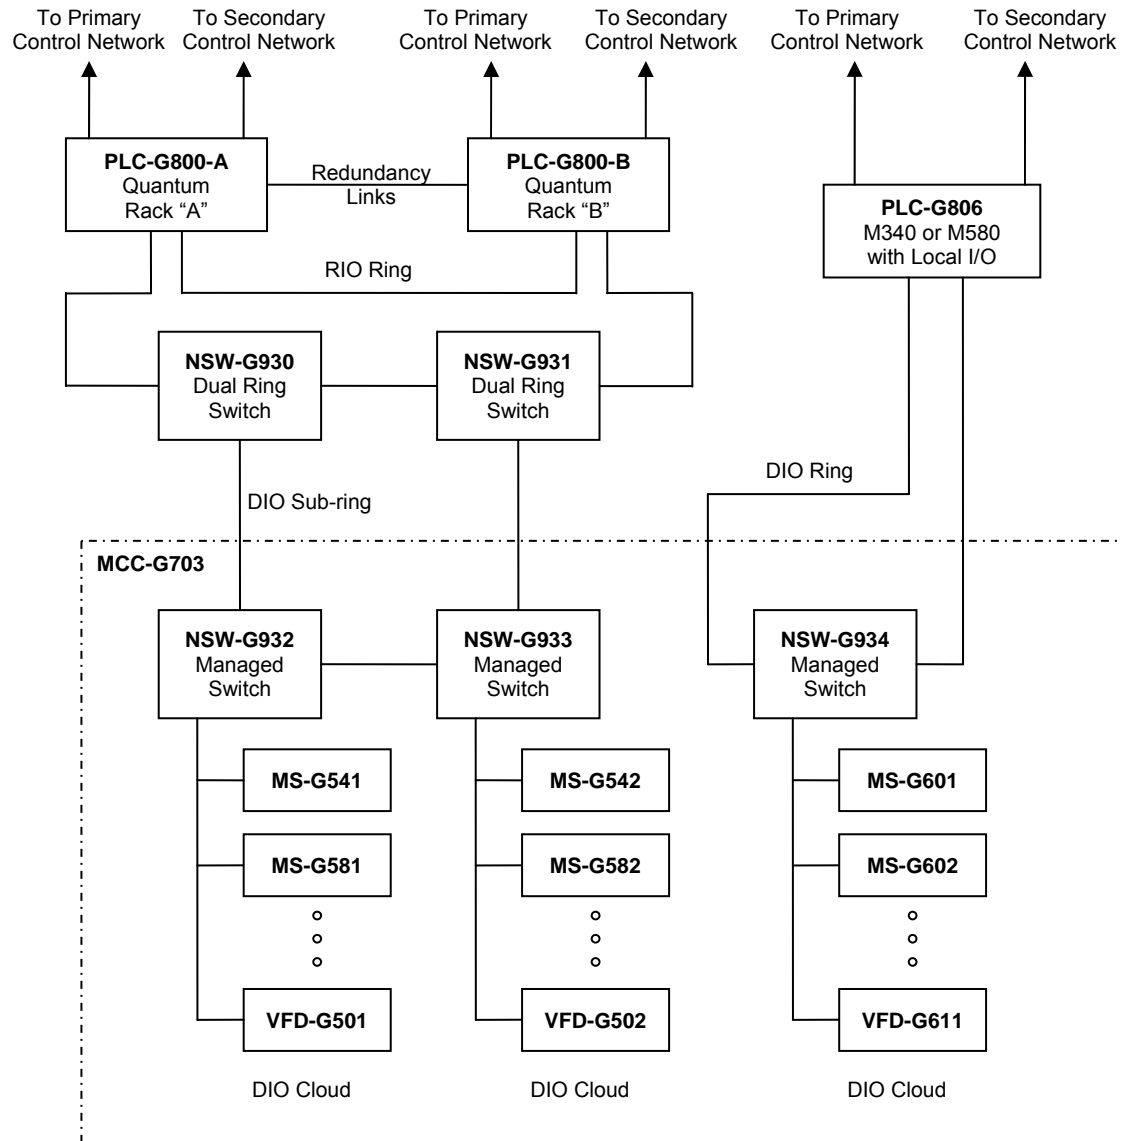 To Primary
Control Network
To Secondary
Control Network
To Primary
Control Network
To Secondary
Control Network
To Primary
Control Network
To Secondary
Control Network
PLC-G800-A
Quantum
Rack “A”
Redundancy
Links
PLC-G800-B
Quantum
Rack “B”
PLC-G806
M340 or M580
with Local I/O
RIO Ring
NSW-G930
Dual Ring
Switch
NSW-G931
Dual Ring
Switch
DIO Ring
DIO Sub-ring
MCC-G703
NSW-G932
Managed
Switch
NSW-G933
Managed
Switch
NSW-G934
Managed
Switch
MS-G541
MS-G542
MS-G601
MS-G581
MS-G582
MS-G602
VFD-G501
VFD-G502
VFD-G611
DIO Cloud
DIO Cloud
DIO Cloud